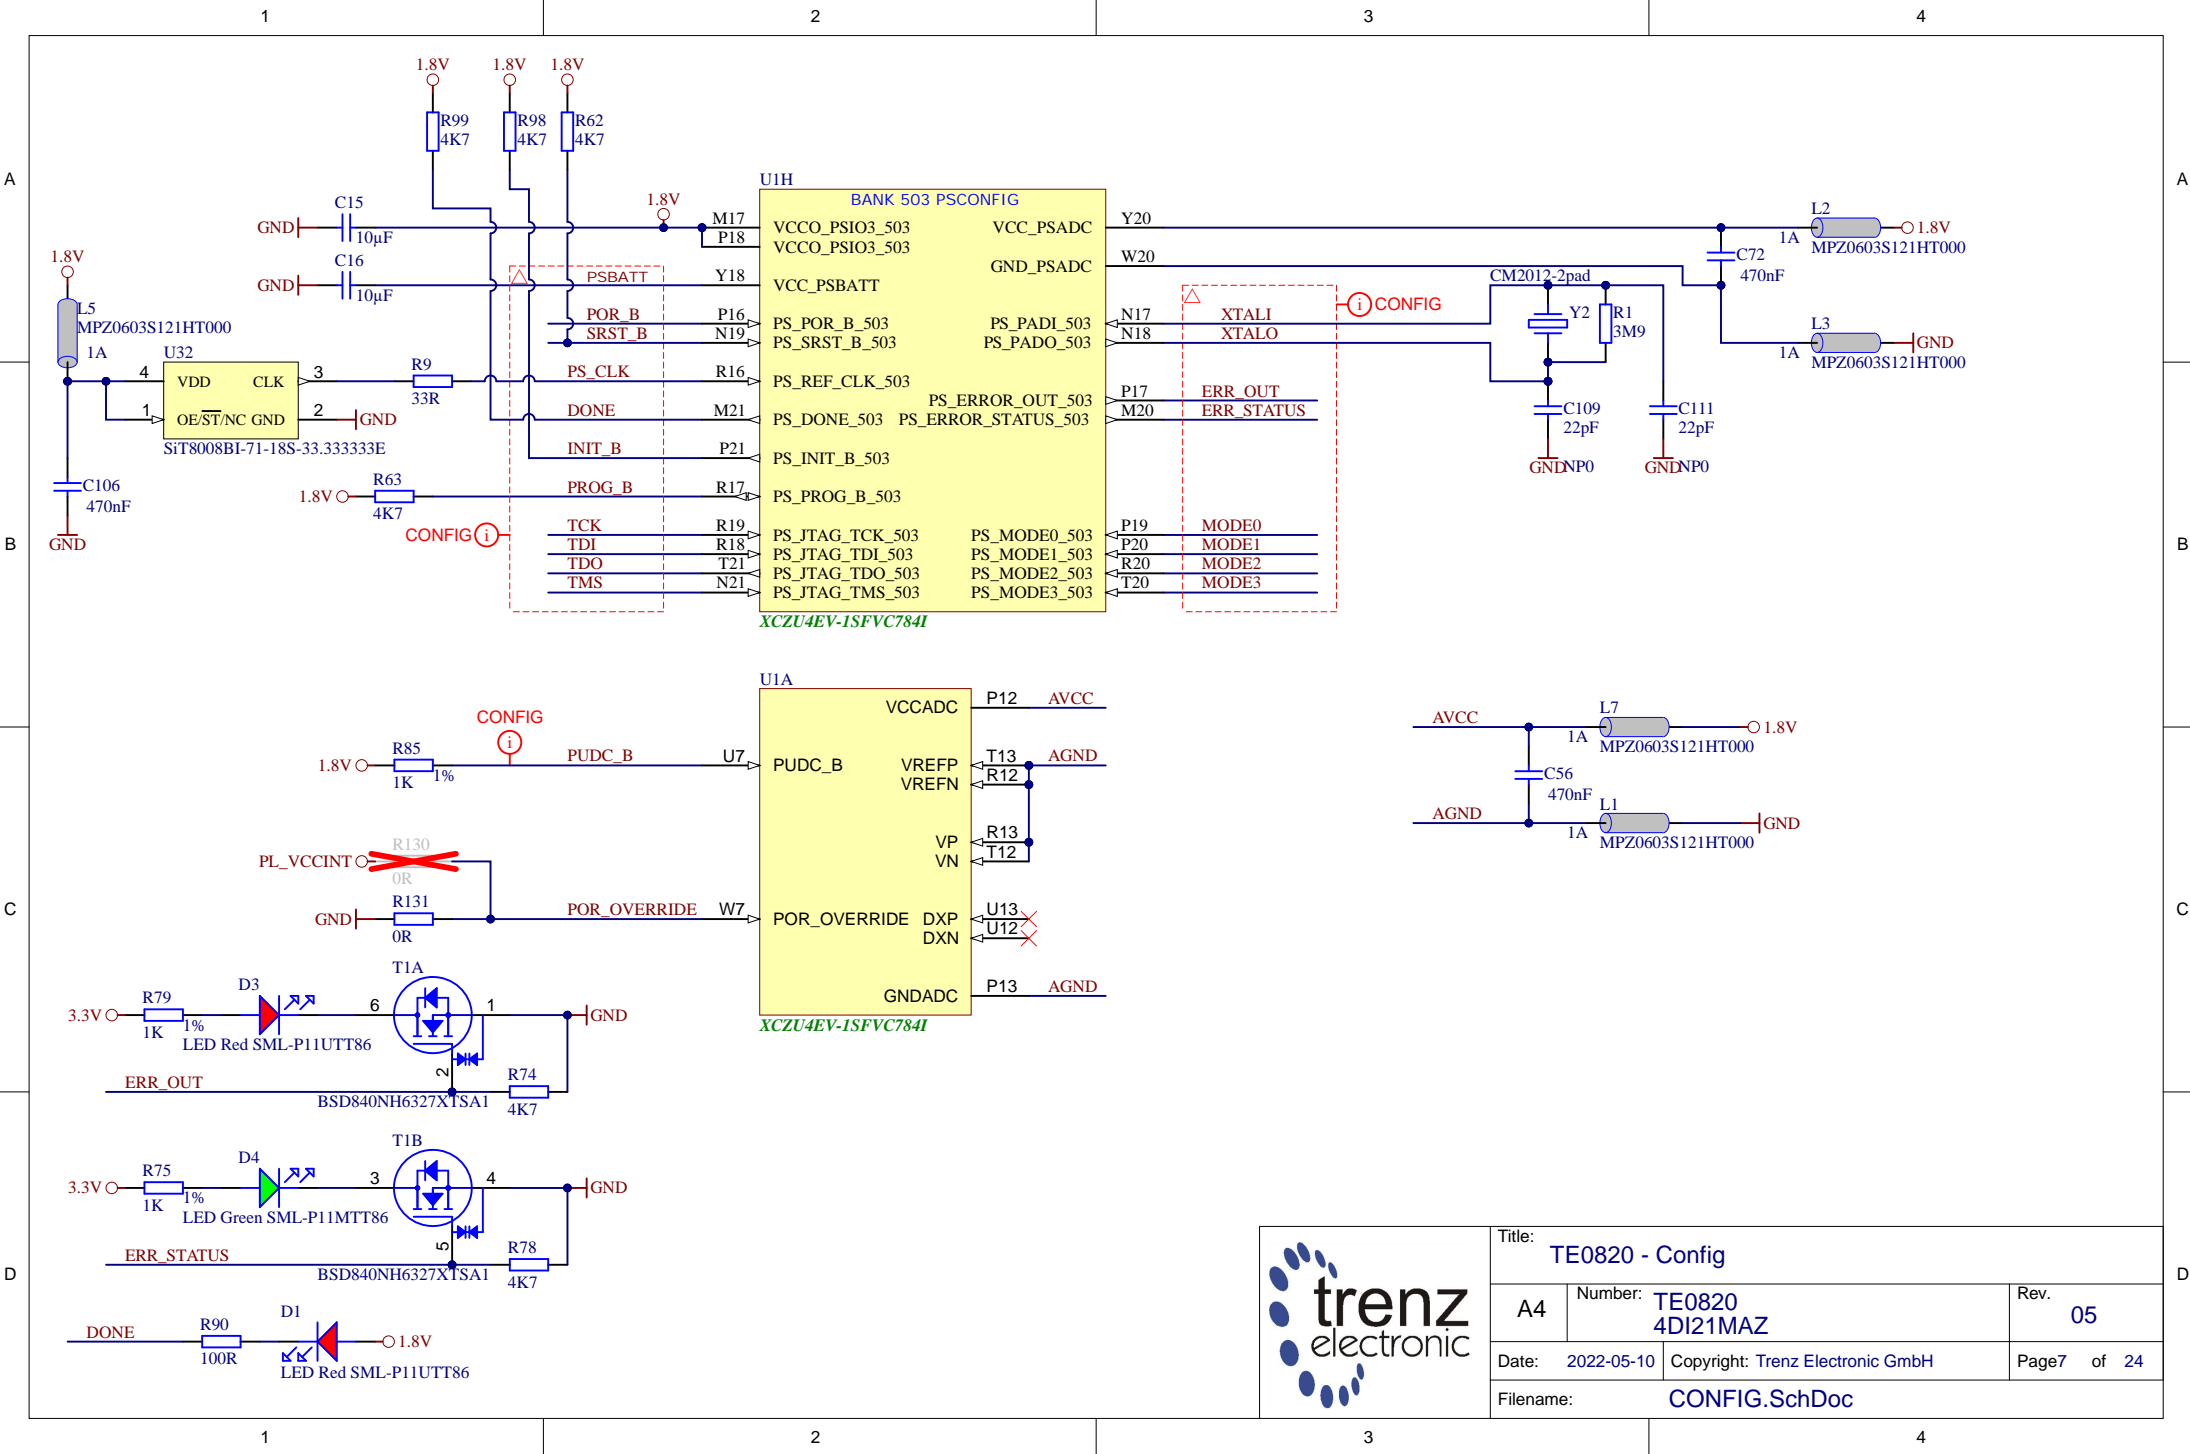 1 2 3 4
A A
B B
C C
D D
1.8V 1.8V 1.8V
R99
4K7
R98
4K7
R62
4K7
1.8V
C15
GND
10µF
C16
GND
10µF
PSBATT
POR_B
SRST_B
PS_CLK
DONE
INIT_B
PROG_B
TCK
TDI
TDO
TMS
CONFIG i
1.8V
L5
MPZ0603S121HT000
1A
U32
4 VDD CLK 3
1 OE/ST/NC GND 2
GND
SiT8008BI-71-18S-33.333333E
C106
470nF
GND
R9
33R
1.8V
R63
4K7
U1H
BANK 503 PSCONFIG
M17 VCCO_PSIO3_503
P18 VCCO_PSIO3_503
Y18 VCC_PSBATT
P16 PS_POR_B_503
N19 PS_SRST_B_503
R16 PS_REF_CLK_503
M21 PS_DONE_503
P21 PS_INIT_B_503
R17 PS_PROG_B_503
R19 PS_JTAG_TCK_503
R18 PS_JTAG_TDI_503
T21 PS_JTAG_TDO_503
N21 PS_JTAG_TMS_503
VCC_PSADC Y20
GND_PSADC W20
PS_PADI_503 N17 XTALI
PS_PADO_503 N18 XTALO
PS_ERROR_OUT_503 P17 ERR_OUT
PS_ERROR_STATUS_503 M20 ERR_STATUS
PS_MODE0_503 P19 MODE0
PS_MODE1_503 P20 MODE1
PS_MODE2_503 R20 MODE2
PS_MODE3_503 T20 MODE3
XCZU4EV-1SFVC784I
i CONFIG
CM2012-2pad
Y2
R1
3M9
C109
22pF
GND NP0
C111
22pF
GND NP0
L2
1A
MPZ0603S121HT000
1.8V
C72
470nF
L3
1A
MPZ0603S121HT000
GND
U1A
VCCADC P12 AVCC
U7 PUDC_B
VREFP T13 AGND
VREFN R12
VP R13
VN T12
W7 POR_OVERRIDE
DXP U13
DXN U12
GNDADC P13 AGND
XCZU4EV-1SFVC784I
CONFIG
i
1.8V
R85
1K
1%
PUDC_B
PL_VCCINT
R130
0R
GND
R131
0R
POR_OVERRIDE
AVCC
L7
1A
MPZ0603S121HT000
1.8V
C56
470nF
AGND
L1
1A
MPZ0603S121HT000
GND
T1A
3.3V
R79
1K
1%
D3
LED Red SML-P11UTT86
6 1
2
GND
ERR_OUT
BSD840NH6327XTSA1
R74
4K7
T1B
3.3V
R75
1K
1%
D4
LED Green SML-P11MTT86
3 4
5
GND
ERR_STATUS
BSD840NH6327XTSA1
R78
4K7
DONE
R90
100R
D1
1.8V
LED Red SML-P11UTT86
trenz
electronic
Title:
TE0820 - Config
A4
Number: TE0820
4DI21MAZ
Rev.
05
Date: 2022-05-10 Copyright: Trenz Electronic GmbH Page7 of 24
Filename: CONFIG.SchDoc
1 2 3 4